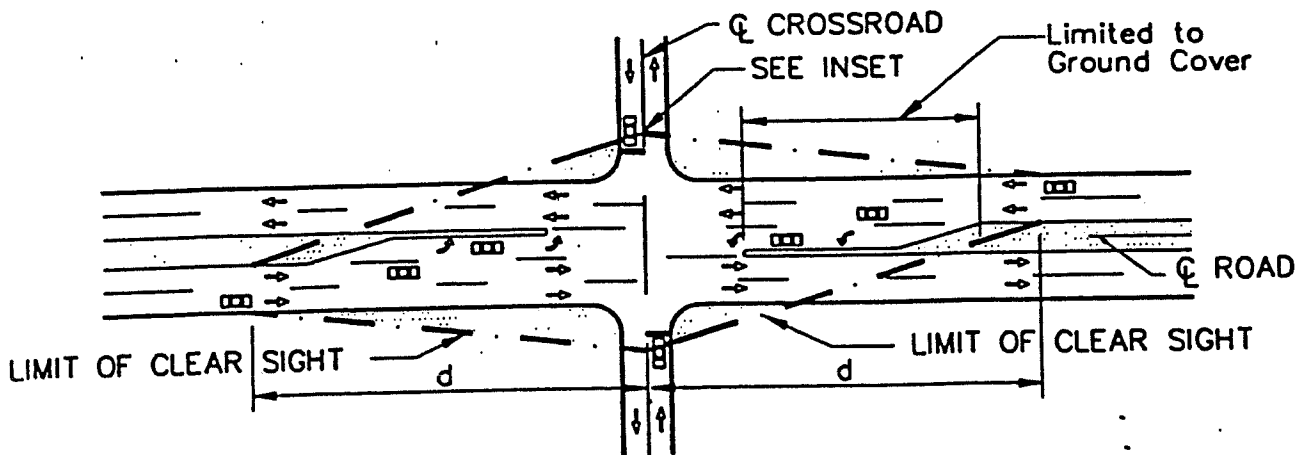 ℄ CROSSROAD
SEE INSET
Limited to
Ground Cover
℄ ROAD
LIMIT OF CLEAR SIGHT
LIMIT OF CLEAR SIGHT
d
d